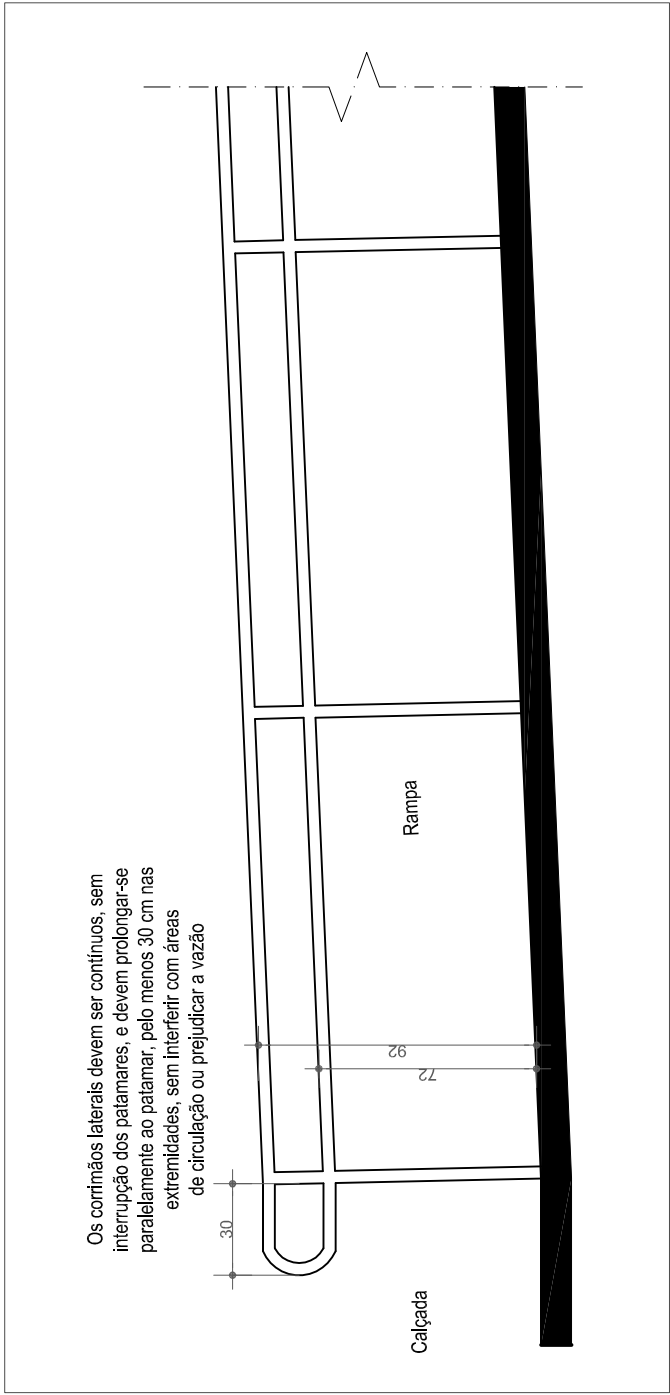 Os corrimãos laterais devem ser contínuos, sem
interrupção dos patamares, e devem prolongar-se
paralelamente ao patamar, pelo menos 30 cm nas
extremidades, sem interferir com áreas
de circulação ou prejudicar a vazão
30
92
72
Rampa
Calçada